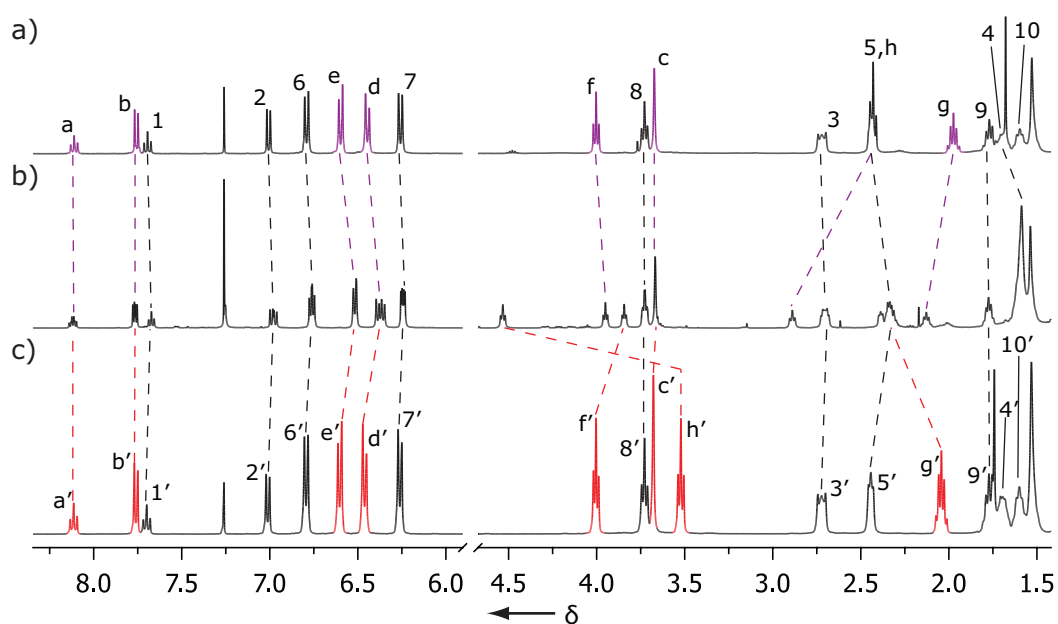 a)
a b 1 2 6 e d 7 f 8 c 3 5,h g 9 4 10
b)
c)
a′ b′ 1′ 2′ 6′ e′ d′ 7′ f′ 8′ c′ h′ 3′ 5′ g′ 9′ 4′ 10′
8.0 7.5 7.0 6.5 6.0 4.5 4.0 3.5 3.0 2.5 2.0 1.5
δ